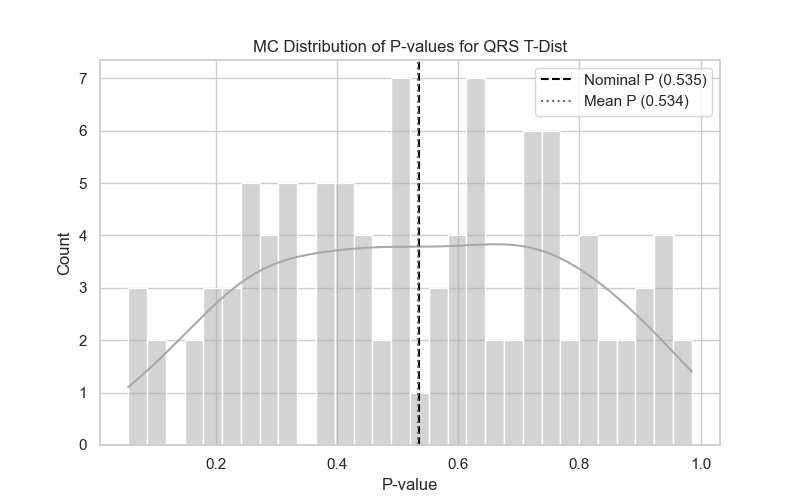 MC Distribution of P-values for QRS T-Dist
Nominal P (0.535)
Mean P (0.534)
Count
7
6
5
4
3
2
1
0
0.2 0.4 0.6 0.8 1.0
P-value